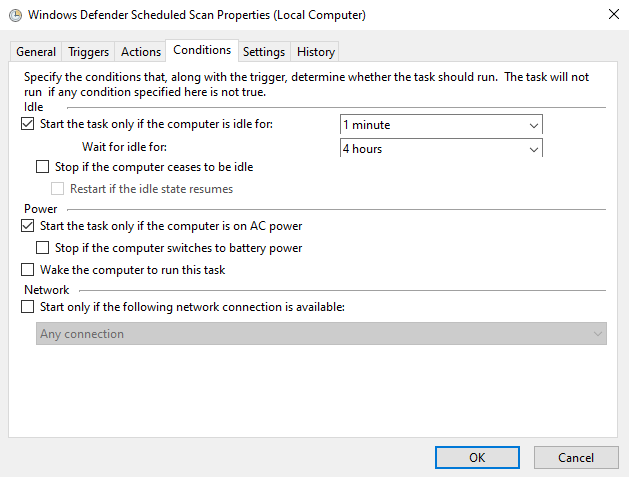 Windows Defender Scheduled Scan Properties (Local Computer)
General Triggers Actions Conditions Settings History
Specify the conditions that, along with the trigger, determine whether the task should run. The task will not
run if any condition specified here is not true.
Idle
Start the task only if the computer is idle for: 1 minute
Wait for idle for: 4 hours
Stop if the computer ceases to be idle
Restart if the idle state resumes
Power
Start the task only if the computer is on AC power
Stop if the computer switches to battery power
Wake the computer to run this task
Network
Start only if the following network connection is available:
Any connection
OK Cancel